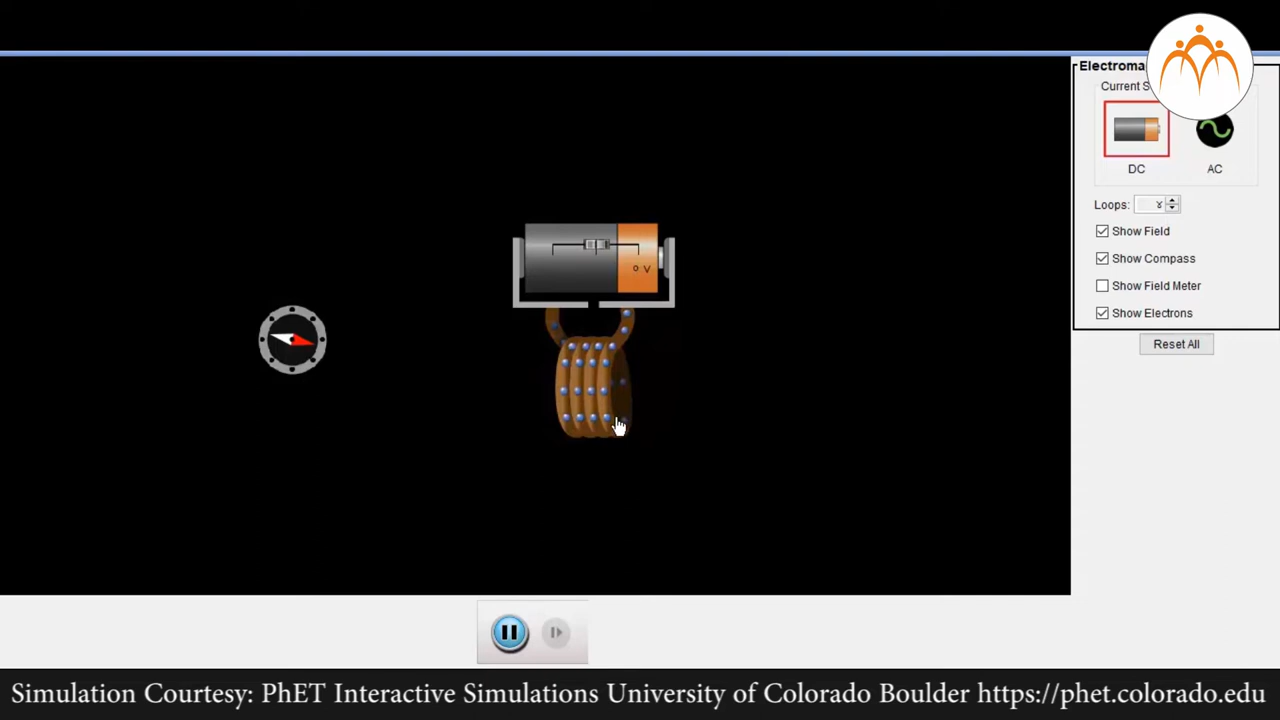 Electroma
Current S
DC
AC
Loops:
Show Field
Show Compass
Show Field Meter
Show Electrons
Reset All
0 V
Simulation Courtesy: PhET Interactive Simulations University of Colorado Boulder https://phet.colorado.edu